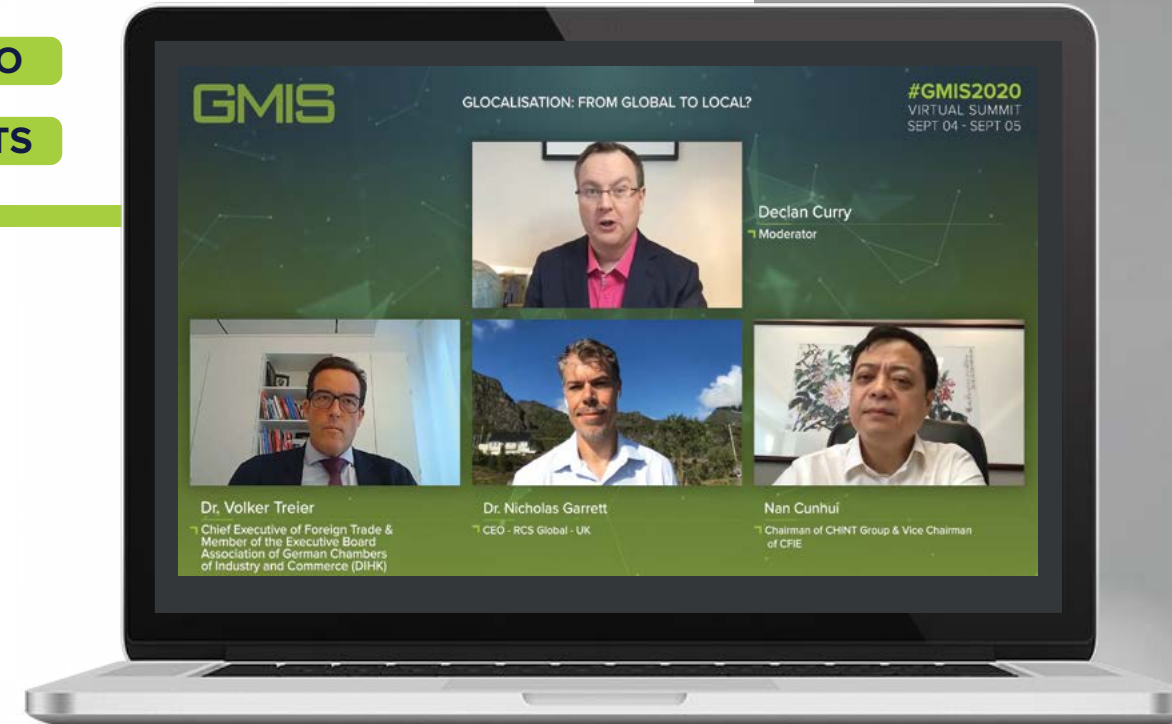 O
TS
GMIS
GLOCALISATION: FROM GLOBAL TO LOCAL?
#GMIS2020
VIRTUAL SUMMIT
SEPT 04 - SEPT 05
Declan Curry
Moderator
Dr. Volker Treier
Chief Executive of Foreign Trade &
Member of the Executive Board
Association of German Chambers
of Industry and Commerce (DIHK)
Dr. Nicholas Garrett
CEO - RCS Global - UK
Nan Cunhui
Chairman of CHINT Group & Vice Chairman
of CFIE